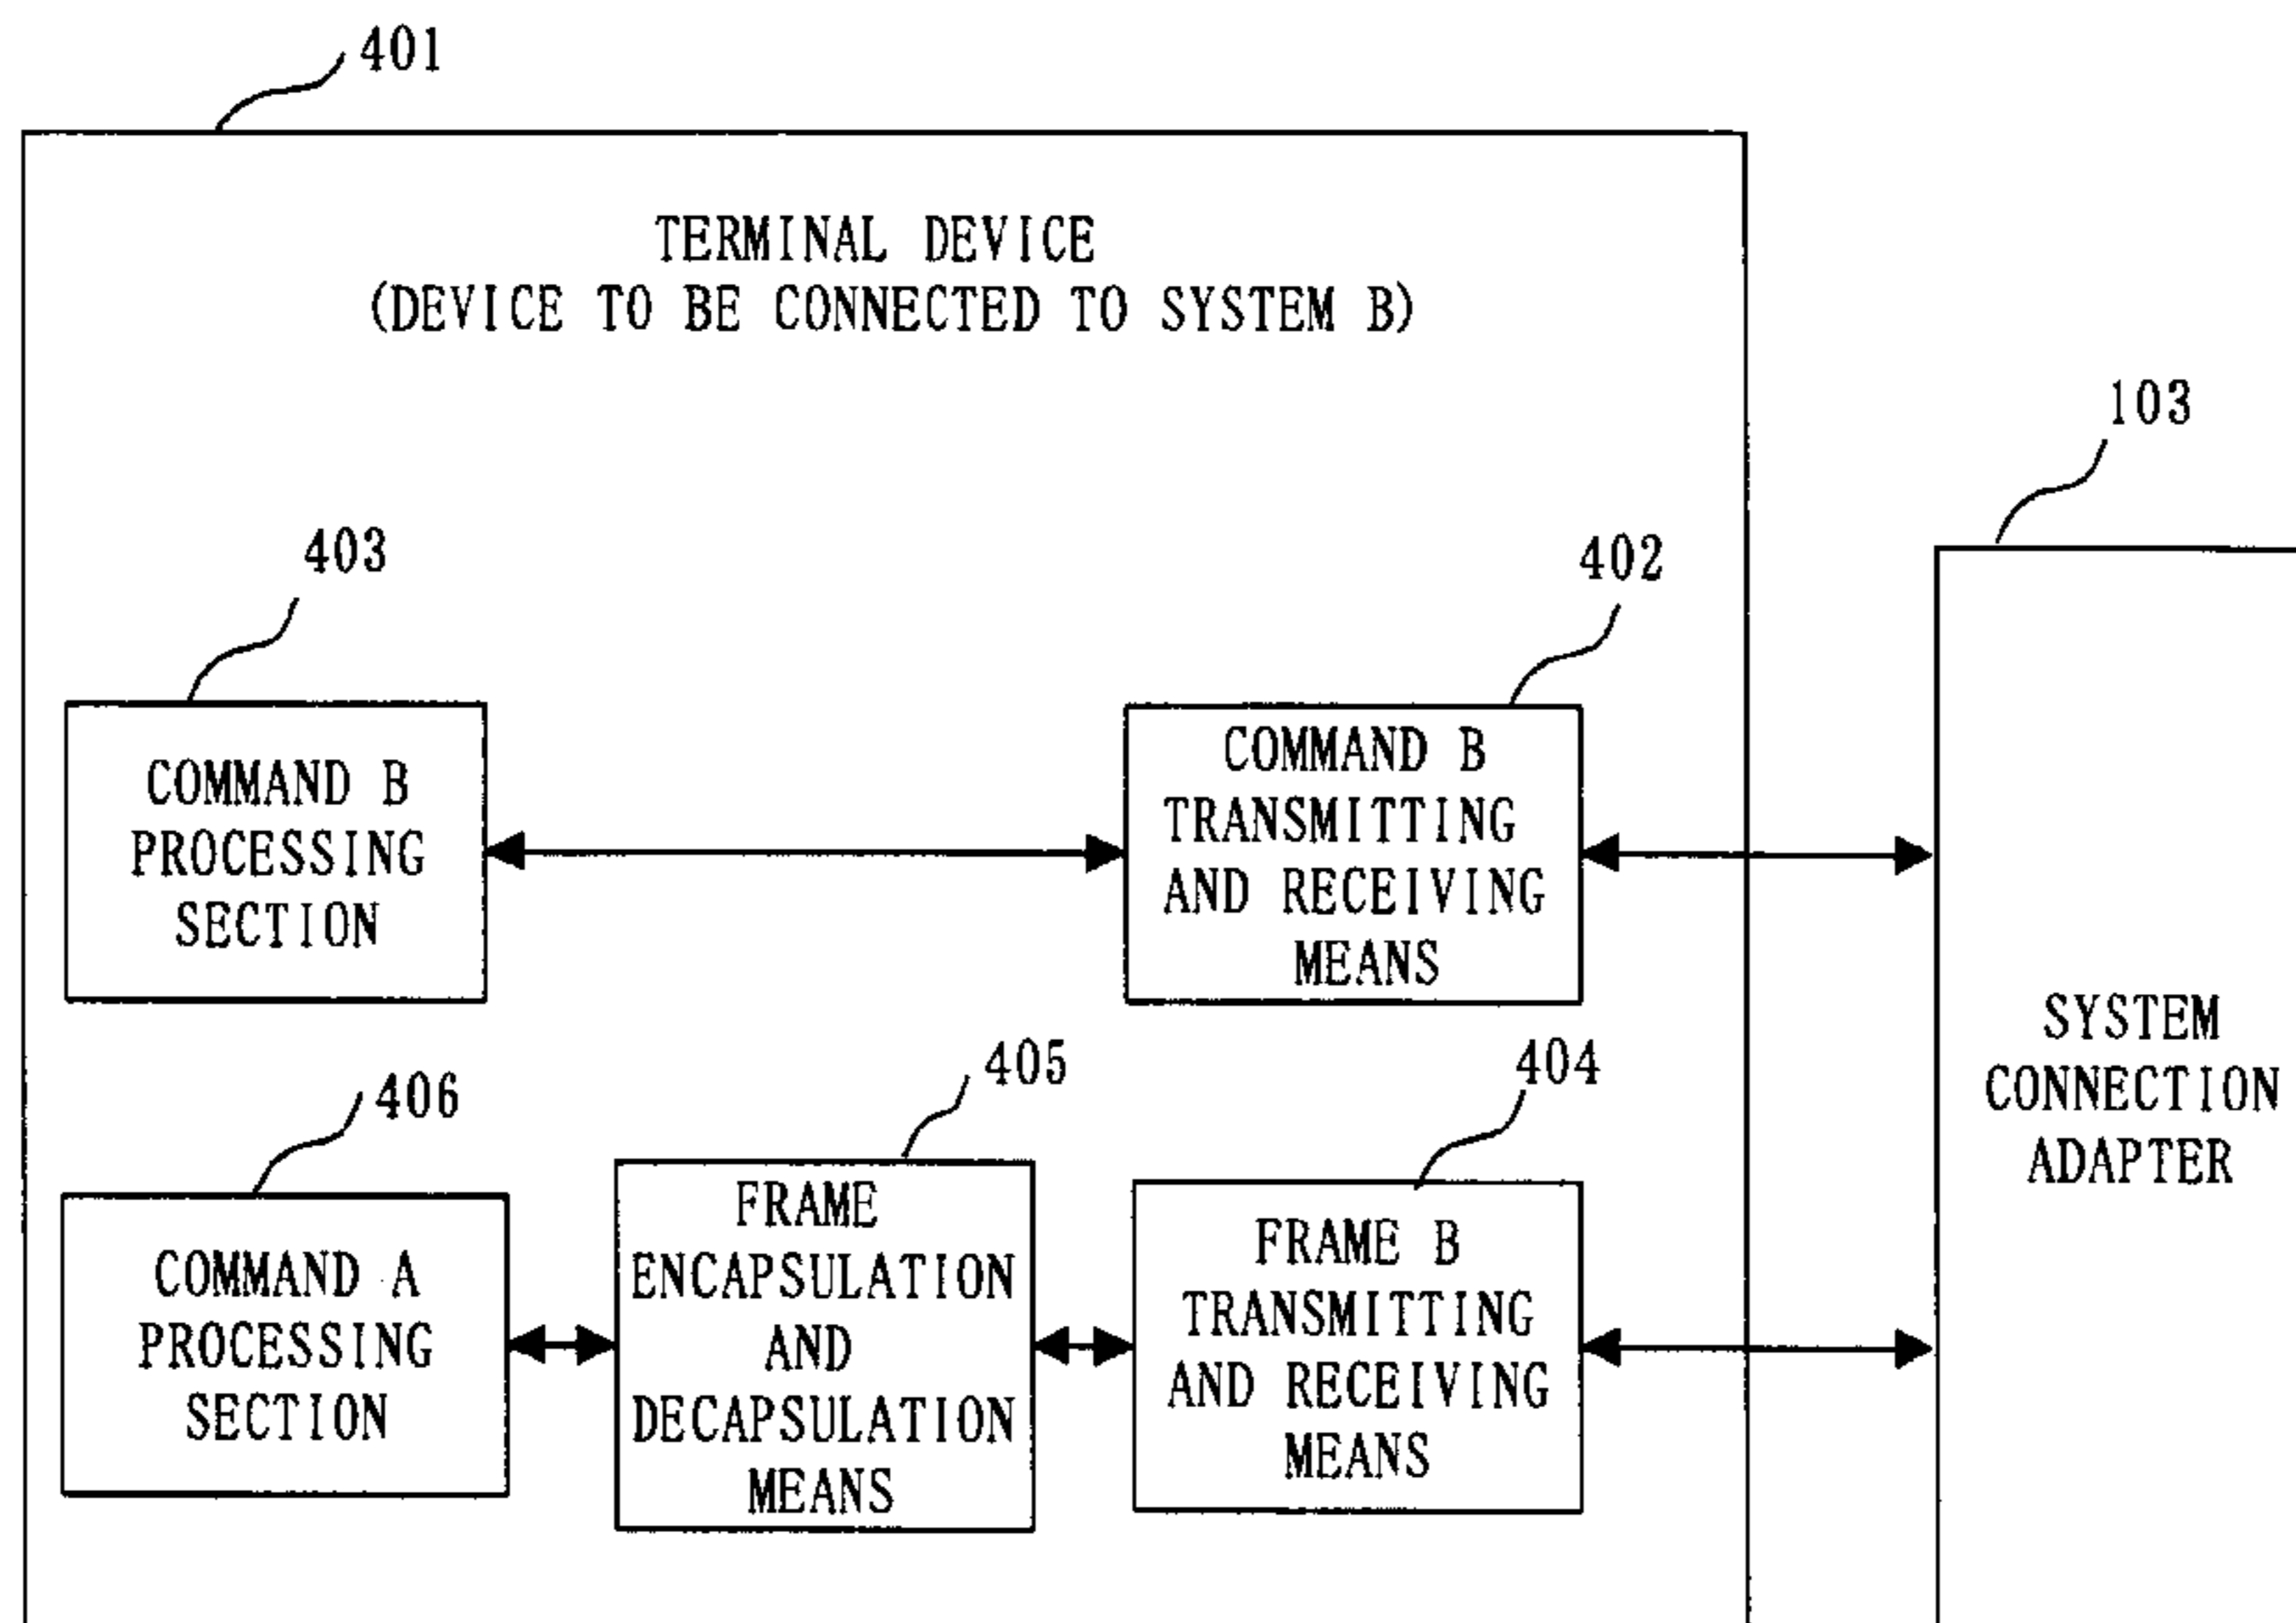 401
TERMINAL DEVICE
(DEVICE TO BE CONNECTED TO SYSTEM B)
103
403
402
COMMAND B
PROCESSING
SECTION
COMMAND B
TRANSMITTING
AND RECEIVING
MEANS
SYSTEM
CONNECTION
ADAPTER
406
405
404
COMMAND A
PROCESSING
SECTION
FRAME
ENCAPSULATION
AND
DECAPSULATION
MEANS
FRAME B
TRANSMITTING
AND RECEIVING
MEANS